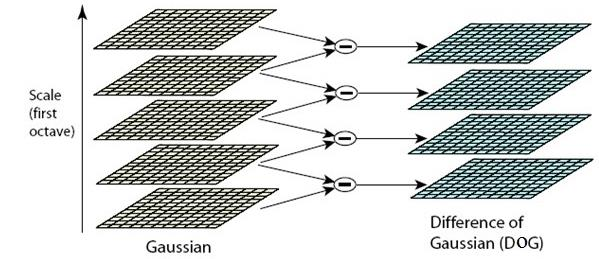 Scale
(first
octave)
Gaussian
Difference of
Gaussian (DOG)